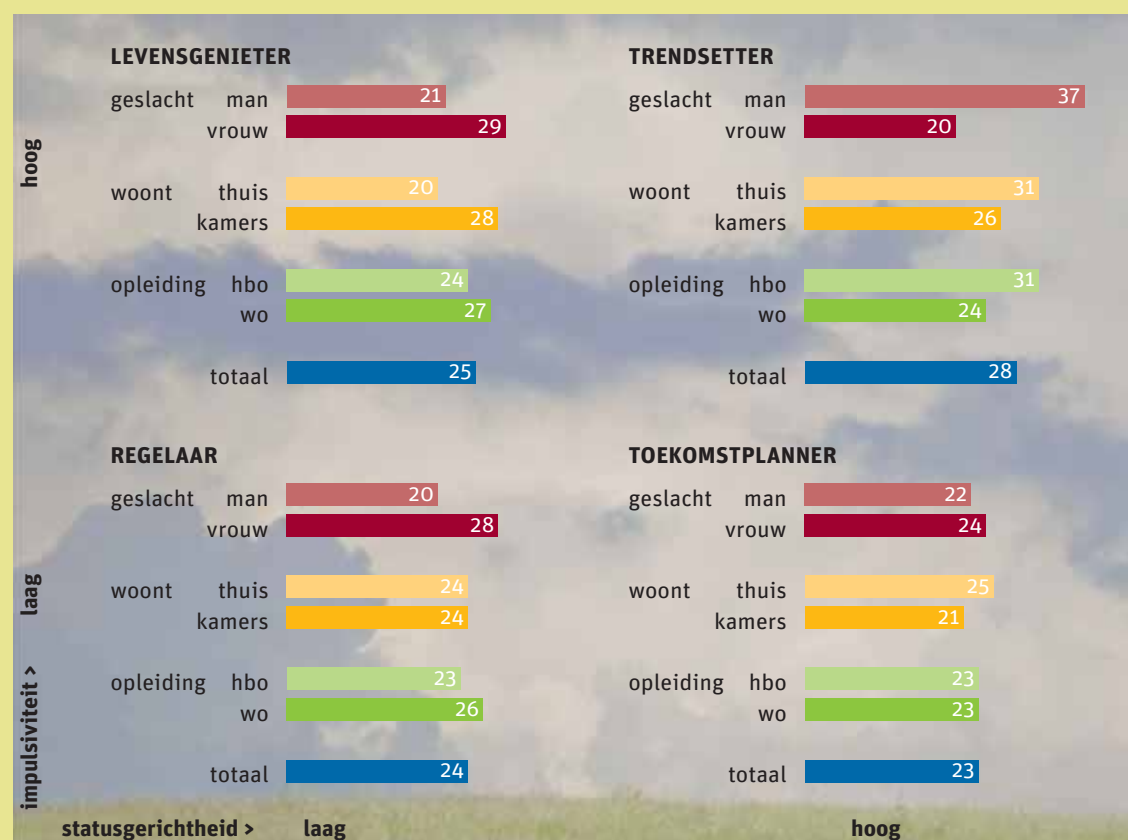 LEVENSGENIETER
geslacht man 21
vrouw 29
woont thuis 20
kamers 28
opleiding hbo 24
wo 27
totaal 25
TRENDSETTER
geslacht man 37
vrouw 20
woont thuis 31
kamers 26
opleiding hbo 31
wo 24
totaal 28
hoog
REGELAAR
geslacht man 20
vrouw 28
woont thuis 24
kamers 24
opleiding hbo 23
wo 26
totaal 24
TOEKOMSTPLANNER
geslacht man 22
vrouw 24
woont thuis 25
kamers 21
opleiding hbo 23
wo 23
totaal 23
impulsiviteit > laag
statusgerichtheid > laag hoog